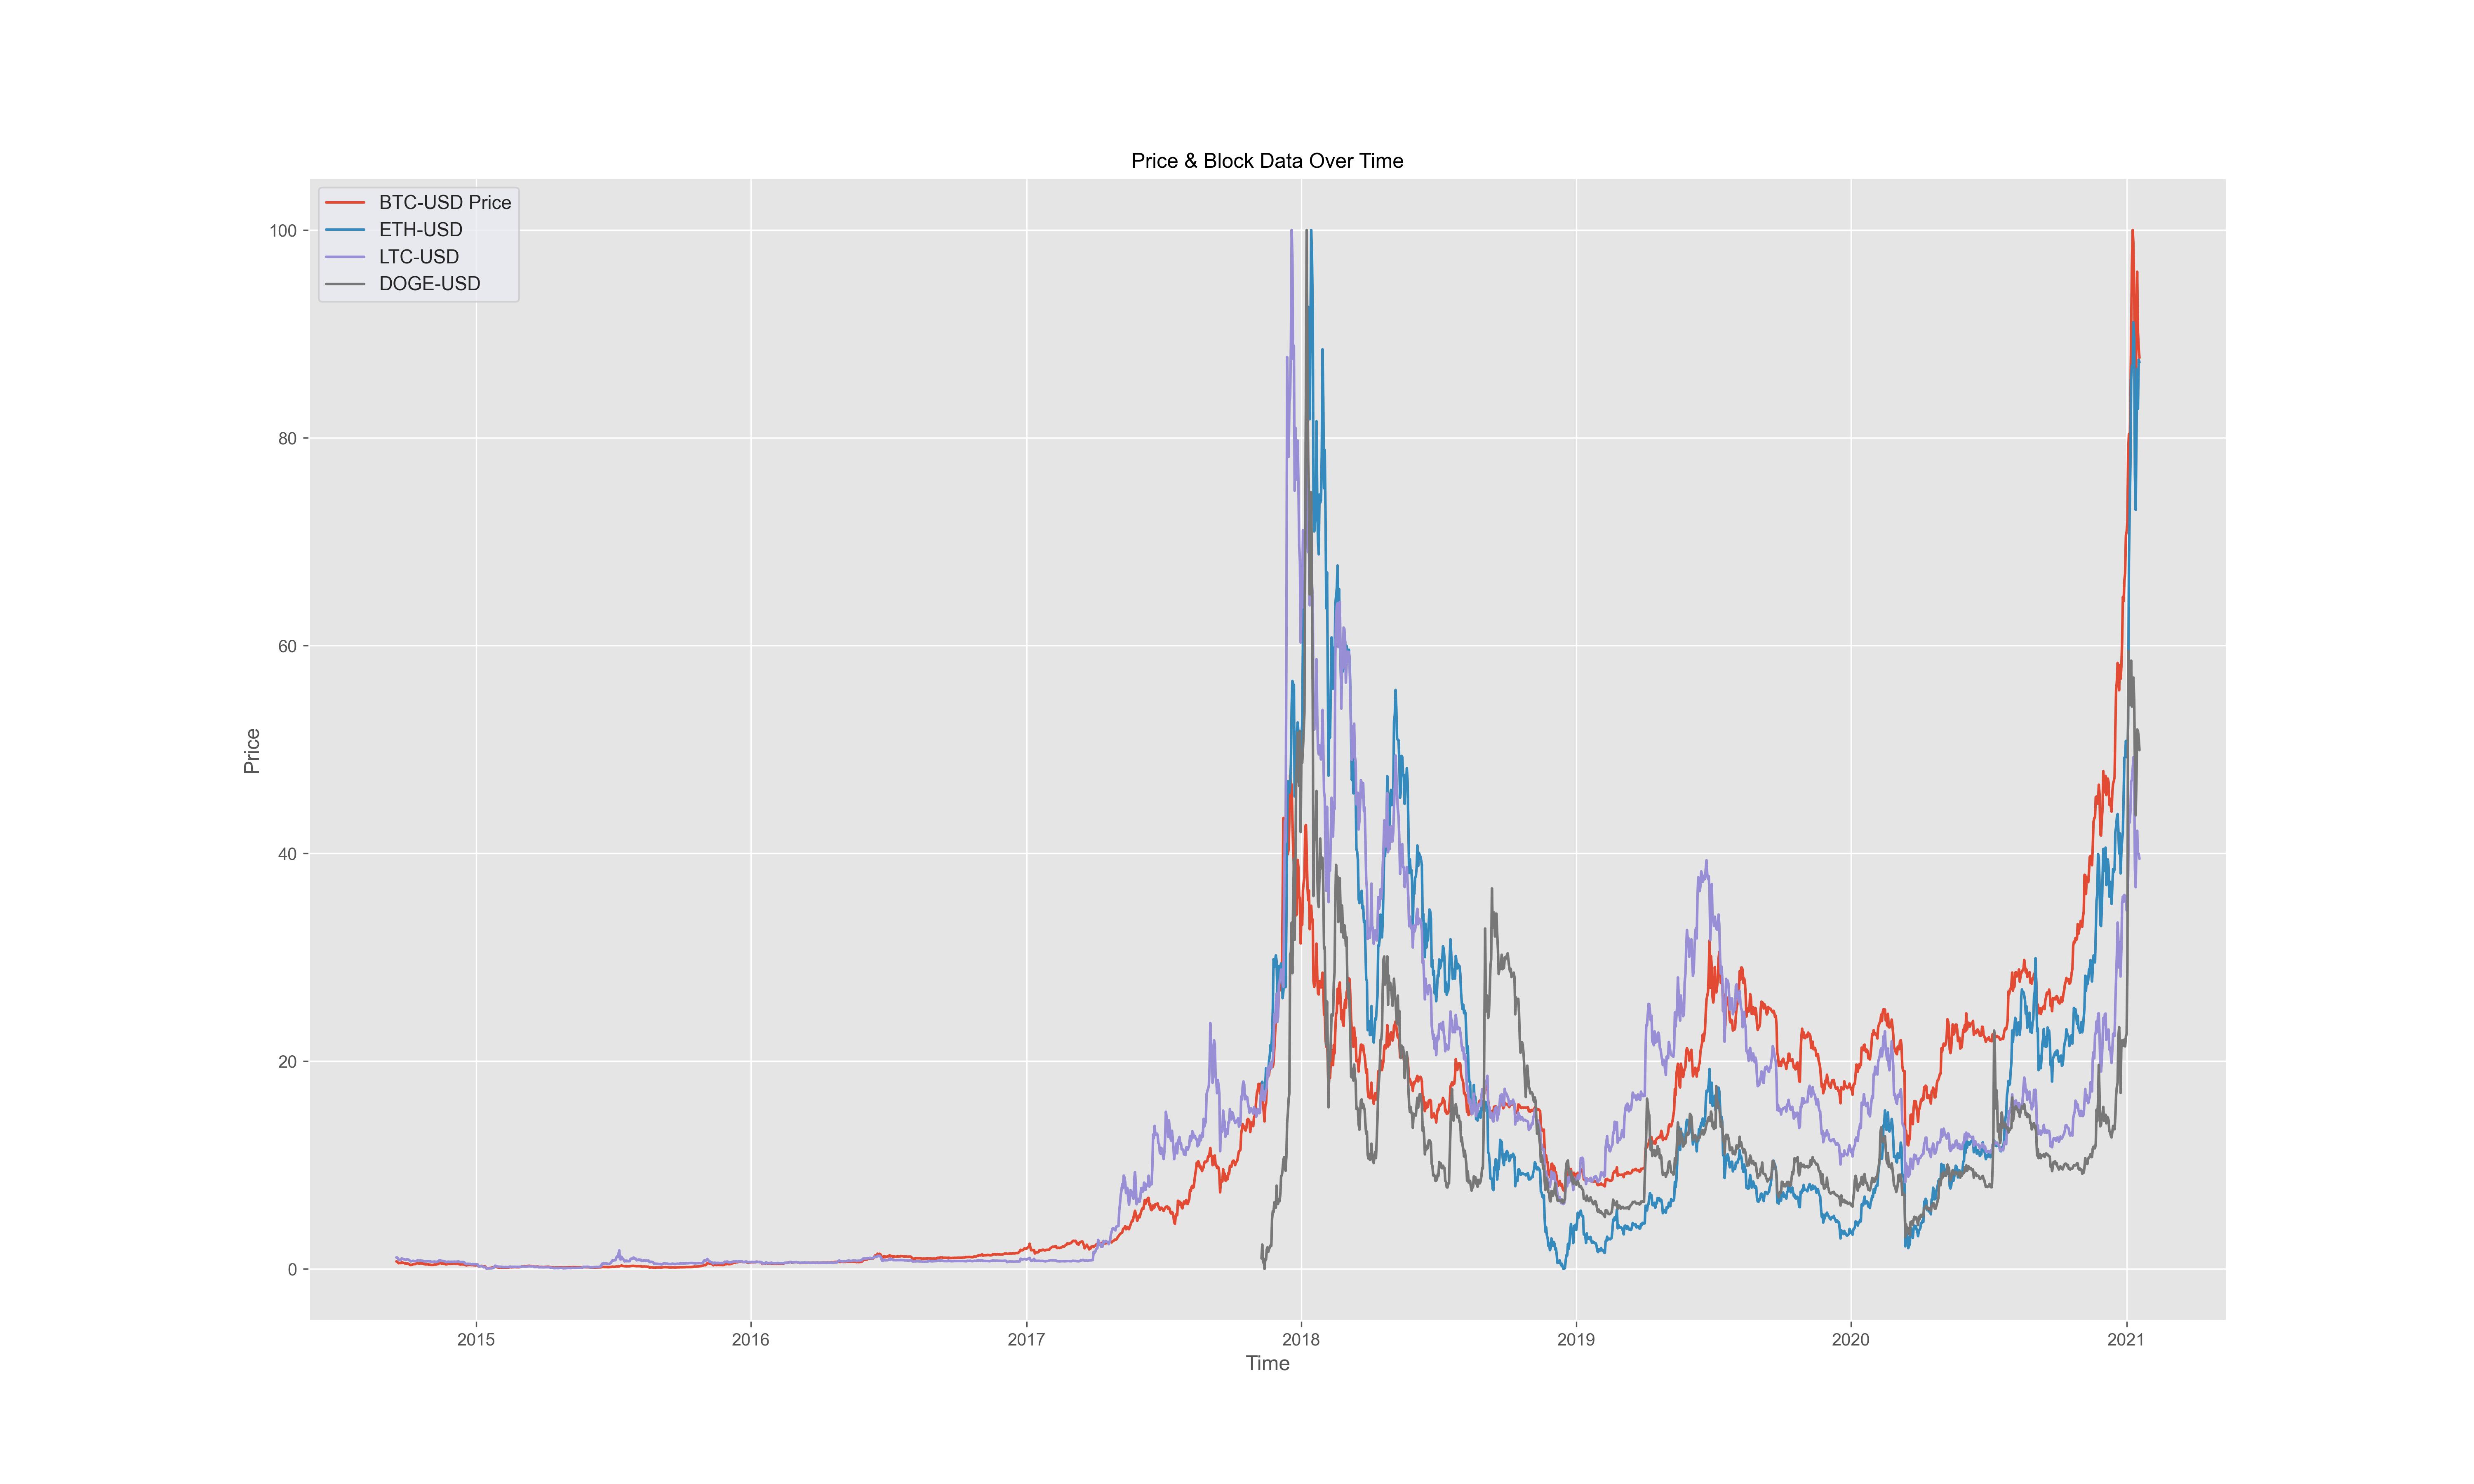 Price & Block Data Over Time
BTC-USD Price
ETH-USD
LTC-USD
DOGE-USD
100
80
60
40
20
0
Price
2015 2016 2017 2018 2019 2020 2021
Time